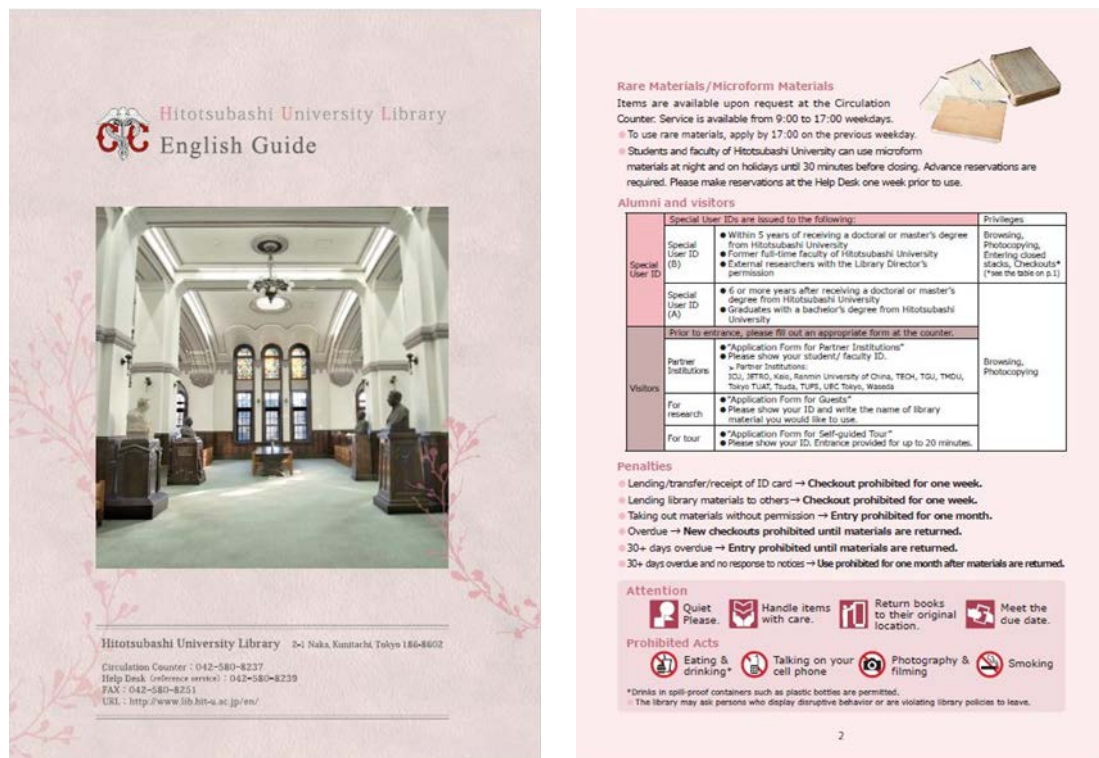 Hitotsubashi University Library
English Guide
Hitotsubashi University Library 2-1 Naka, Kunitachi, Tokyo 186-8602
Circulation Counter : 042-580-8237
Help Desk (reference service) : 042-580-8239
FAX : 042-580-8251
URL : http://www.lib.hit-u.ac.jp/en/
Rare Materials/Microform Materials
Items are available upon request at the Circulation
Counter. Service is available from 9:00 to 17:00 weekdays.
● To use rare materials, apply by 17:00 on the previous weekday.
● Students and faculty of Hitotsubashi University can use microform
materials at night and on holidays until 30 minutes before closing. Advance reservations are
required. Please make reservations at the Help Desk one week prior to use.
Alumni and visitors
Special User IDs are issued to the following:
Privileges
Special
User ID
Special
User ID
(B)
● Within 5 years of receiving a doctoral or master's degree
from Hitotsubashi University
● Former full-time faculty of Hitotsubashi University
● External researchers with the Library Director's
permission
Browsing,
Photocopying,
Entering closed
stacks, Checkouts*
(*see the table on p.1)
Special
User ID
(A)
● 6 or more years after receiving a doctoral or master's
degree from Hitotsubashi University
● Graduates with a bachelor's degree from Hitotsubashi
University
Browsing,
Photocopying
Visitors
Prior to entrance, please fill out an appropriate form at the counter.
Partner
Institutions
● "Application Form for Partner Institutions"
● Please show your student/ faculty ID.
Partner Institutions:
ICU, JETRO, Keio, Renmin University of China, TECH, TGU, TMDU,
Tokyo TUAT, Tsuda, TUFS, UBC Tokyo, Waseda
For
research
● "Application Form for Guests"
● Please show your ID and write the name of library
material you would like to use.
For tour
● "Application Form for Self-guided Tour"
● Please show your ID. Entrance provided for up to 20 minutes.
Penalties
● Lending/transfer/receipt of ID card → Checkout prohibited for one week.
● Lending library materials to others → Checkout prohibited for one week.
● Taking out materials without permission → Entry prohibited for one month.
● Overdue → New checkouts prohibited until materials are returned.
● 30+ days overdue → Entry prohibited until materials are returned.
● 30+ days overdue and no response to notices → Use prohibited for one month after materials are returned.
Attention
Quiet
Please.
Handle items
with care.
Return books
to their original
location.
Meet the
due date.
Prohibited Acts
Eating &
drinking*
Talking on your
cell phone
Photography &
filming
Smoking
*Drinks in spill-proof containers such as plastic bottles are permitted.
● The library may ask persons who display disruptive behavior or are violating library policies to leave.
2